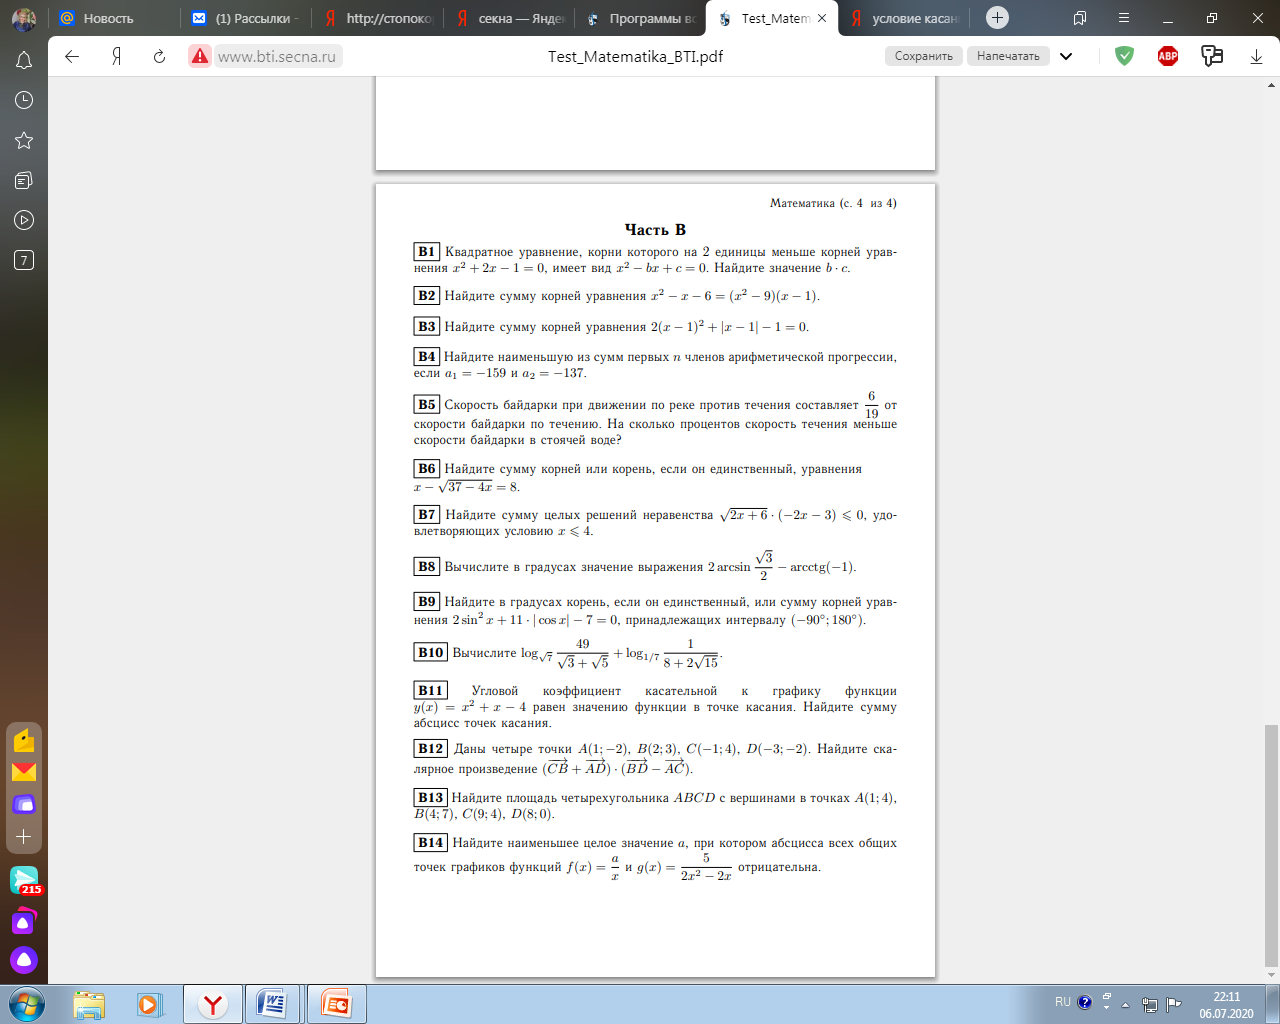 Новость
(1) Рассылки -
http://стопоко
секна — Янде
Программы вс
Test_Matem
условие касан
www.bti.secna.ru
Test_Matematika_BTI.pdf
Сохранить
Напечатать
ABP
7
215
Математика (с. 4 из 4)
Часть B
B1 Квадратное уравнение, корни которого на 2 единицы меньше корней урав-
нения x² + 2x − 1 = 0, имеет вид x² − bx + c = 0. Найдите значение b · c.
B2 Найдите сумму корней уравнения x² − x − 6 = (x² − 9)(x − 1).
B3 Найдите сумму корней уравнения 2(x − 1)² + |x − 1| − 1 = 0.
B4 Найдите наименьшую из сумм первых n членов арифметической прогрессии,
если a₁ = −159 и a₂ = −137.
B5 Скорость байдарки при движении по реке против течения составляет 6/19 от
скорости байдарки по течению. На сколько процентов скорость течения меньше
скорости байдарки в стоячей воде?
B6 Найдите сумму корней или корень, если он единственный, уравнения
x − √(37 − 4x) = 8.
B7 Найдите сумму целых решений неравенства √(2x + 6) · (−2x − 3) ⩽ 0, удо-
влетворяющих условию x ⩽ 4.
B8 Вычислите в градусах значение выражения 2 arcsin √3/2 − arcctg(−1).
B9 Найдите в градусах корень, если он единственный, или сумму корней урав-
нения 2 sin² x + 11 · | cos x| − 7 = 0, принадлежащих интервалу (−90°; 180°).
B10 Вычислите log_√7 49/(√3 + √5) + log_1/7 1/(8 + 2√15).
B11 Угловой коэффициент касательной к графику функции
y(x) = x² + x − 4 равен значению функции в точке касания. Найдите сумму
абсцисс точек касания.
B12 Даны четыре точки A(1; −2), B(2; 3), C(−1; 4), D(−3; −2). Найдите ска-
лярное произведение (CB→ + AD→) · (BD→ − AC→).
B13 Найдите площадь четырехугольника ABCD с вершинами в точках A(1; 4),
B(4; 7), C(9; 4), D(8; 0).
B14 Найдите наименьшее целое значение a, при котором абсцисса всех общих
точек графиков функций f(x) = a/x и g(x) = 5/(2x² − 2x) отрицательна.
RU
22:11
06.07.2020